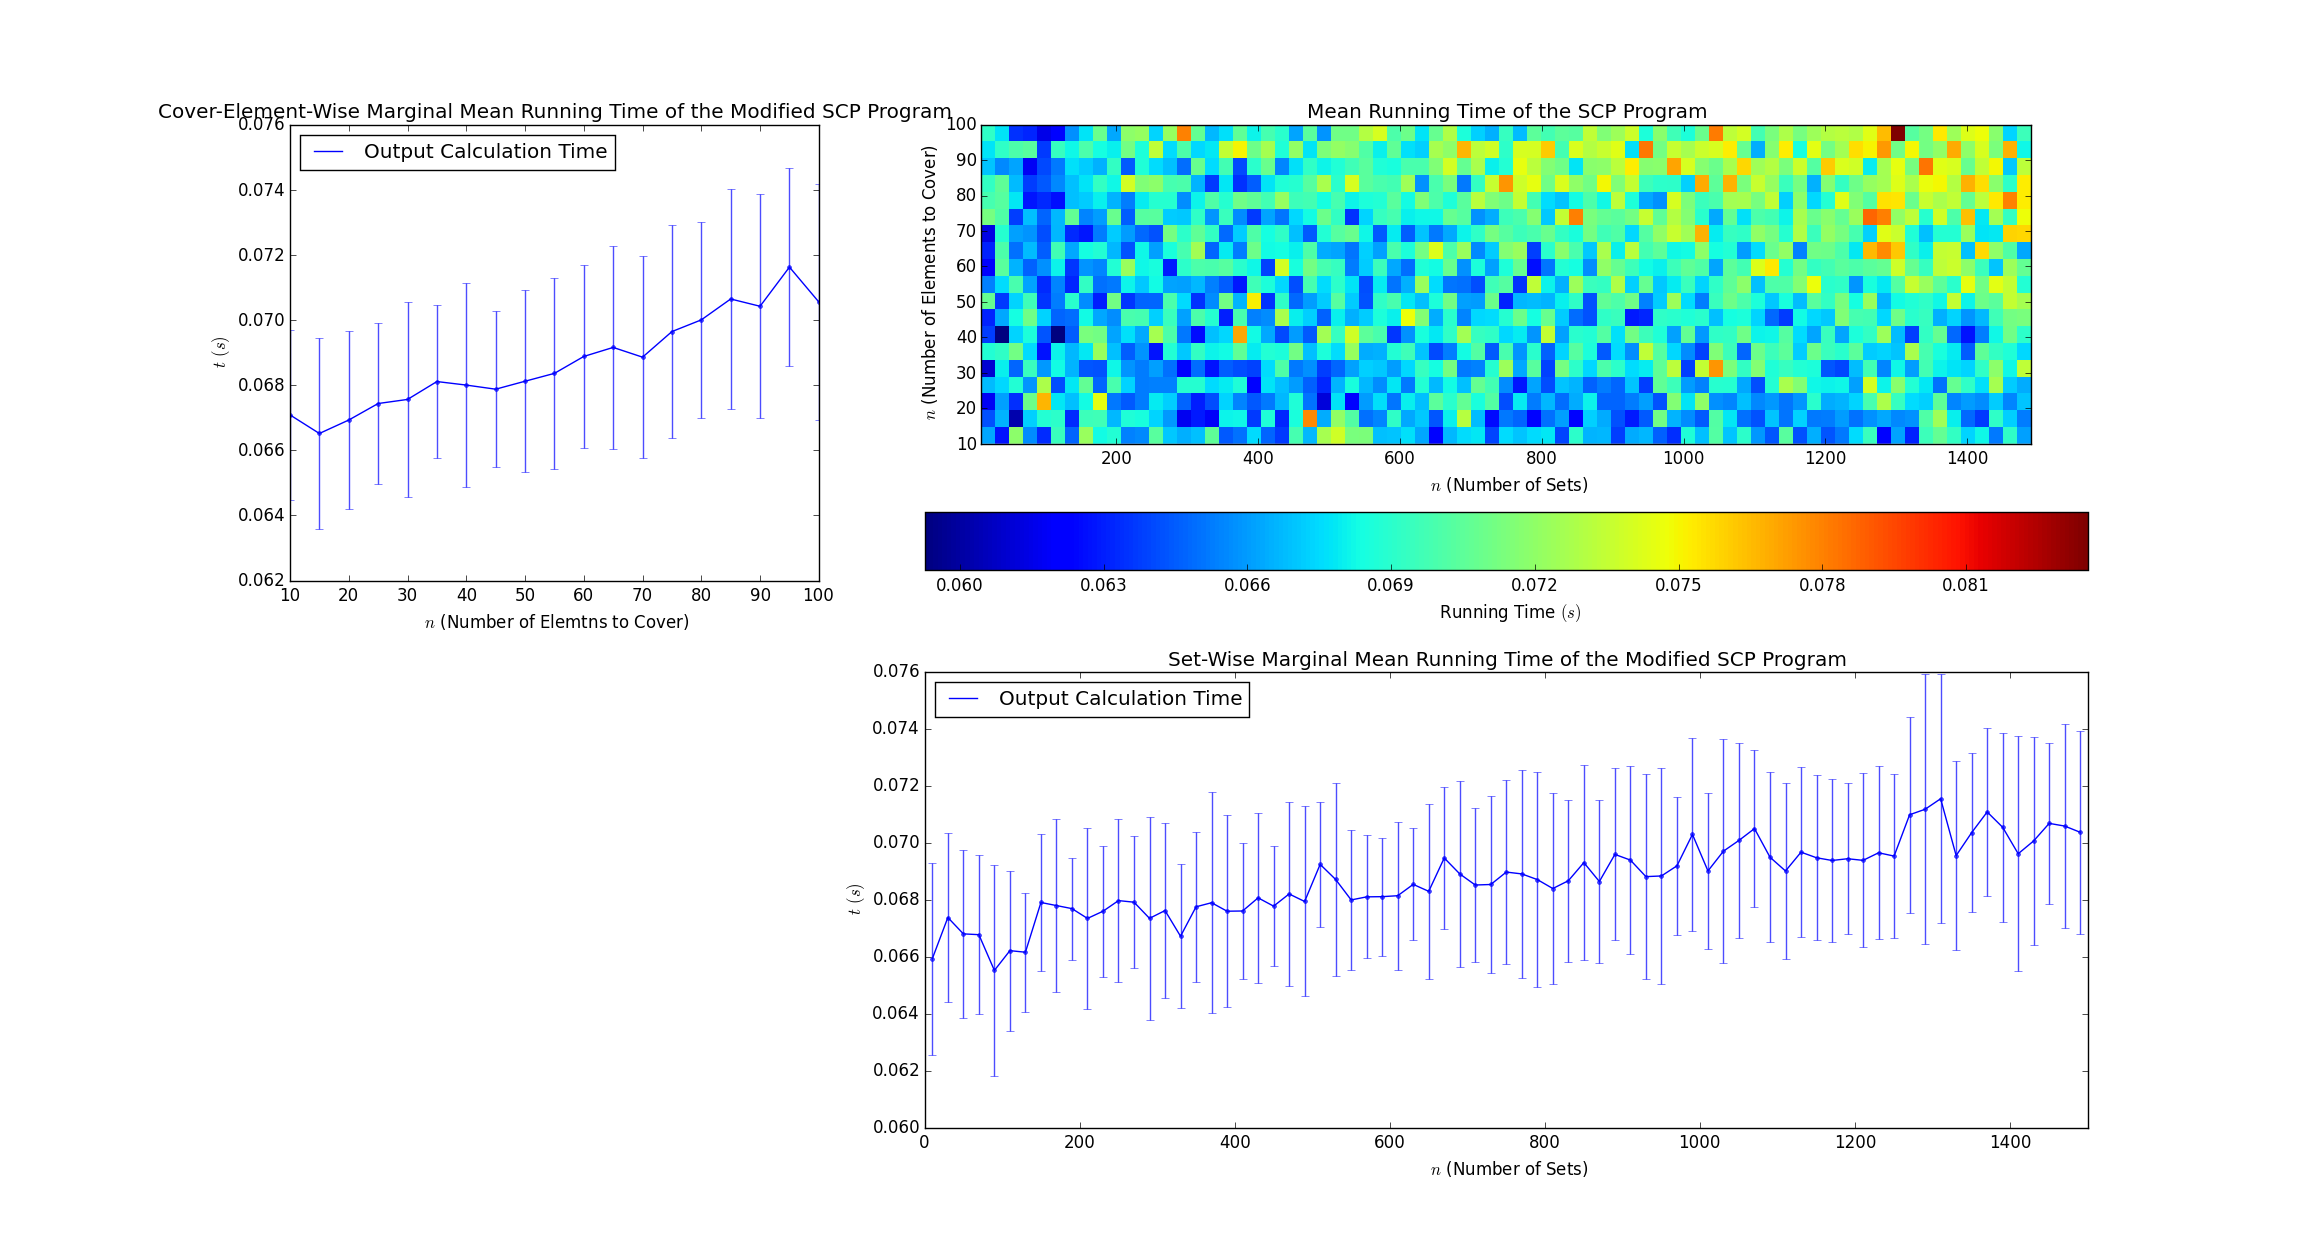 Cover-Element-Wise Marginal Mean Running Time of the Modified SCP Program
0.076
0.074
0.072
0.070
0.068
0.066
0.064
0.062
t (s)
Output Calculation Time
10 20 30 40 50 60 70 80 90 100
n (Number of Elemtns to Cover)
Mean Running Time of the SCP Program
100
90
80
70
60
50
40
30
20
10
n (Number of Elements to Cover)
200 400 600 800 1000 1200 1400
n (Number of Sets)
0.060 0.063 0.066 0.069 0.072 0.075 0.078 0.081
Running Time (s)
Set-Wise Marginal Mean Running Time of the Modified SCP Program
0.076
0.074
0.072
0.070
0.068
0.066
0.064
0.062
0.060
t (s)
Output Calculation Time
0 200 400 600 800 1000 1200 1400
n (Number of Sets)